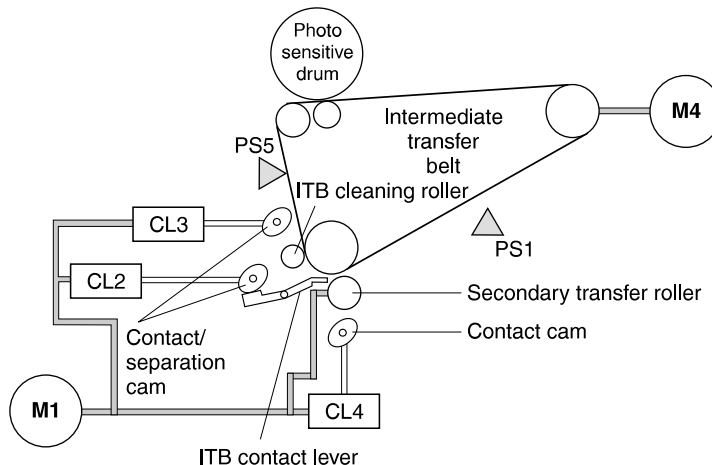 Photo
sensitive
drum
Intermediate
transfer
belt
M4
PS5
ITB cleaning roller
CL3
PS1
CL2
Secondary transfer roller
Contact/
separation
cam
Contact cam
M1
CL4
ITB contact lever